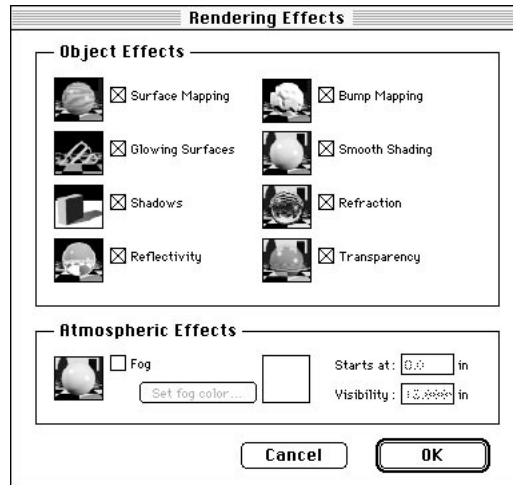 Rendering Effects
Object Effects
Surface Mapping
Bump Mapping
Glowing Surfaces
Smooth Shading
Shadows
Refraction
Reflectivity
Transparency
Atmospheric Effects
Fog
Starts at: 0.0 in
Set fog color...
Visibility: in
Cancel
OK